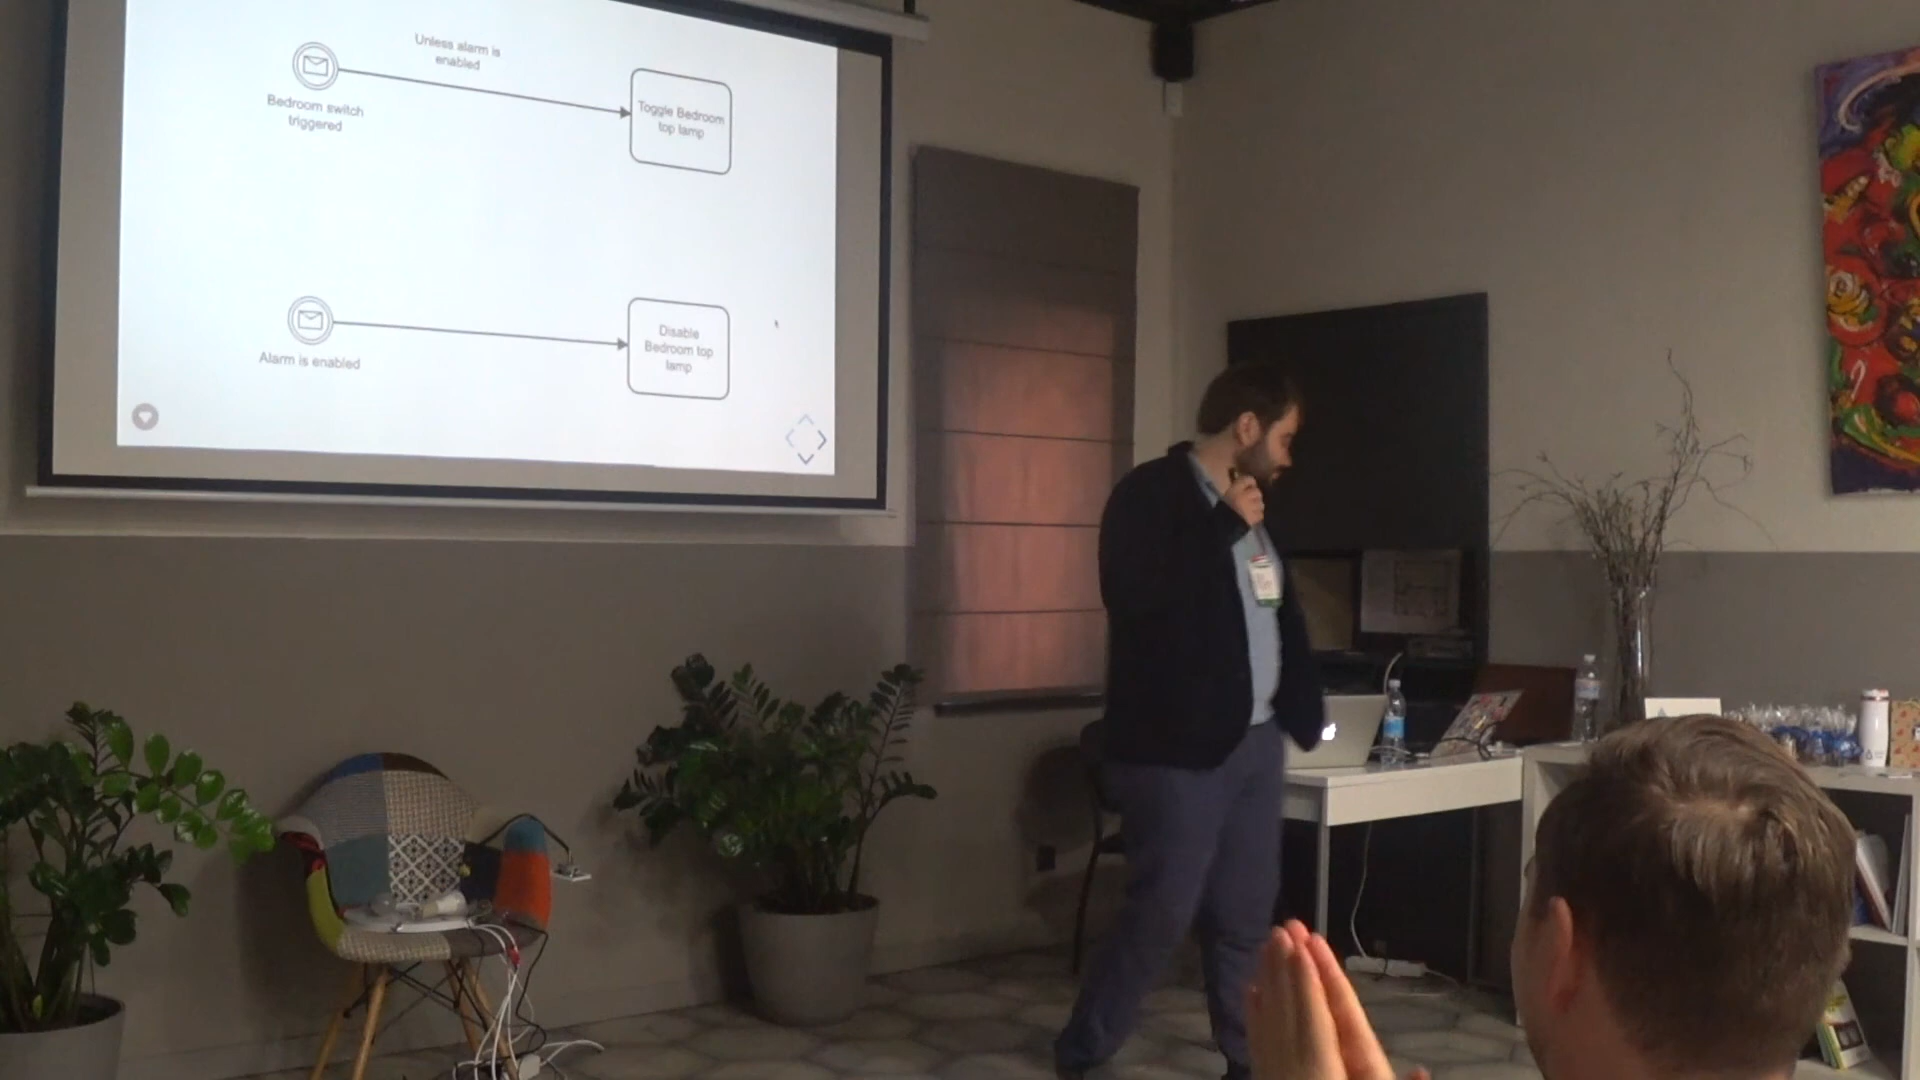 Unless alarm is
enabled
Bedroom switch
triggered
Toggle Bedroom
top lamp
Alarm is enabled
Disable
Bedroom top
lamp